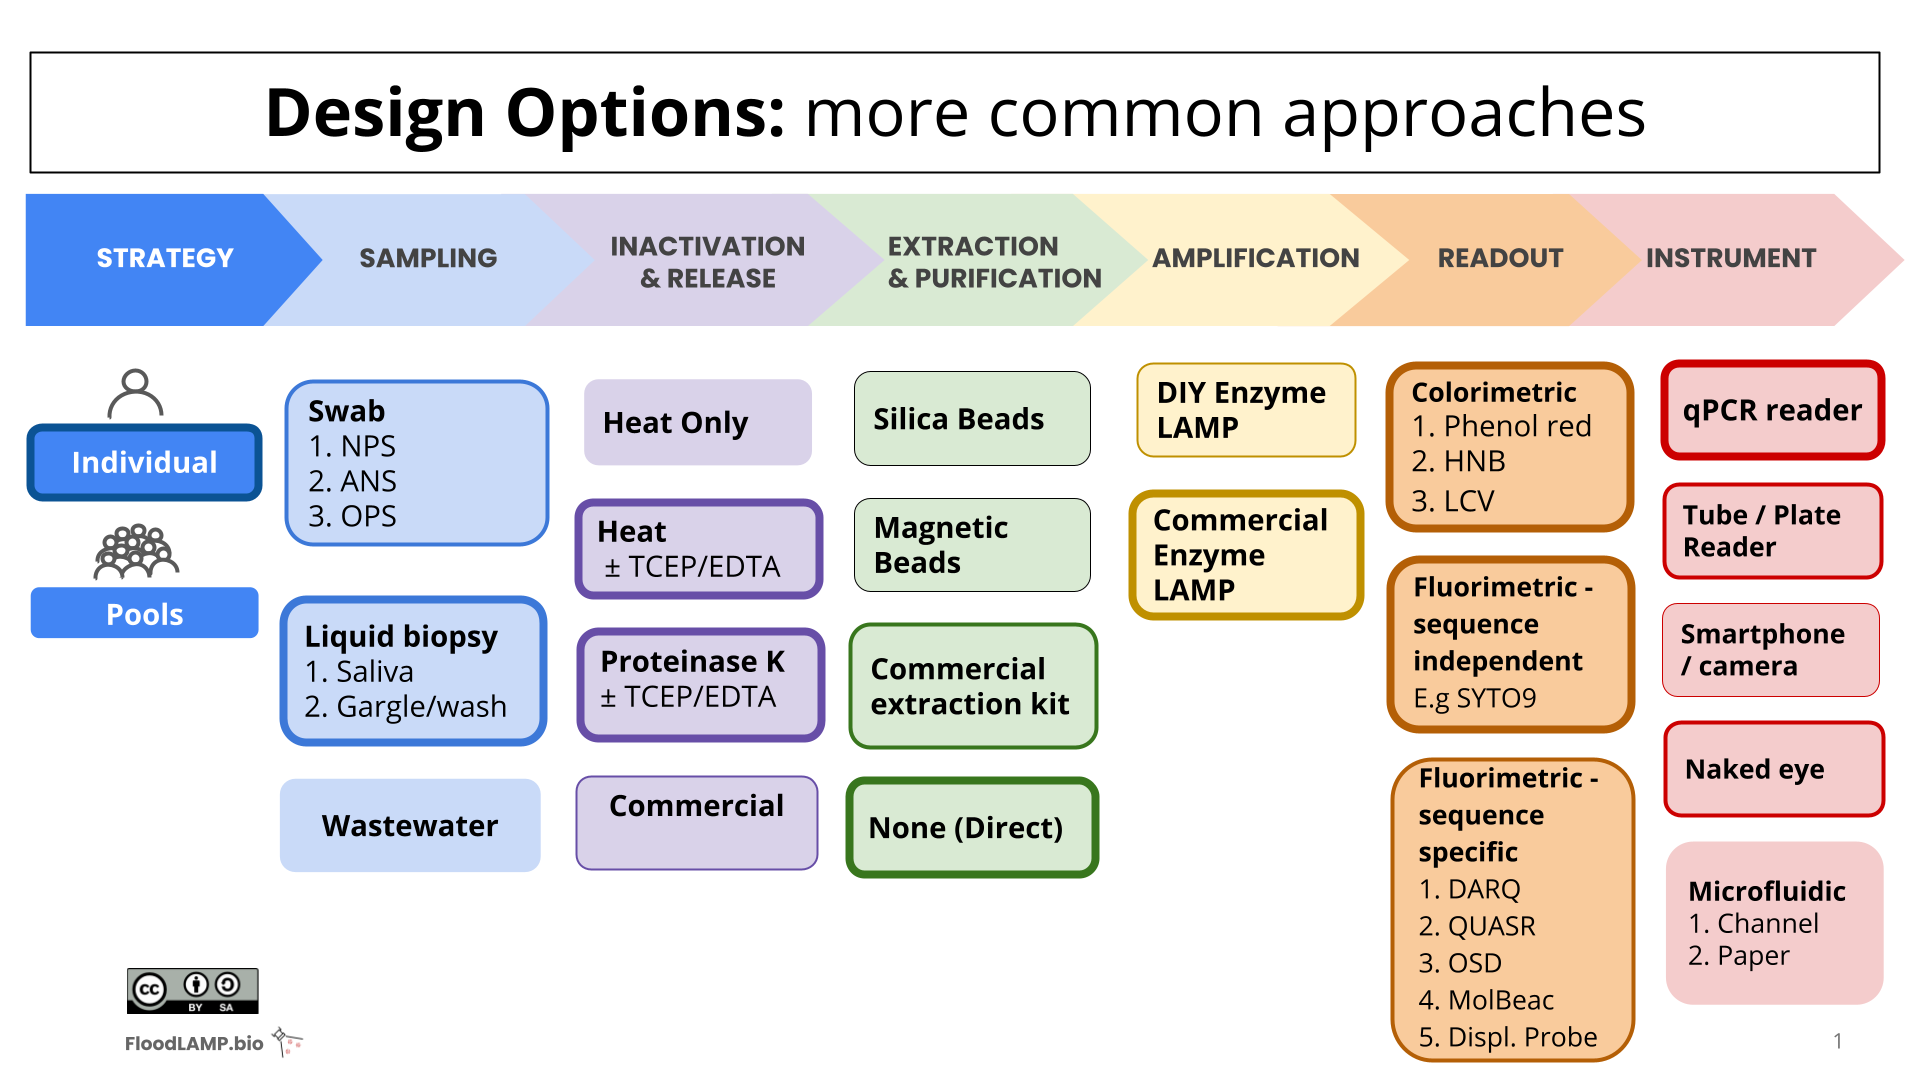 Design Options: more common approaches
STRATEGY
SAMPLING
INACTIVATION
& RELEASE
EXTRACTION
& PURIFICATION
AMPLIFICATION
READOUT
INSTRUMENT
Individual
Pools
Swab
1. NPS
2. ANS
3. OPS
Liquid biopsy
1. Saliva
2. Gargle/wash
Wastewater
Heat Only
Heat
± TCEP/EDTA
Proteinase K
± TCEP/EDTA
Commercial
Silica Beads
Magnetic
Beads
Commercial
extraction kit
None (Direct)
DIY Enzyme
LAMP
Commercial
Enzyme
LAMP
Colorimetric
1. Phenol red
2. HNB
3. LCV
Fluorimetric -
sequence
independent
E.g SYTO9
Fluorimetric -
sequence
specific
1. DARQ
2. QUASR
3. OSD
4. MolBeac
5. Displ. Probe
qPCR reader
Tube / Plate
Reader
Smartphone
/ camera
Naked eye
Microfluidic
1. Channel
2. Paper
cc
BY SA
FloodLAMP.bio
1